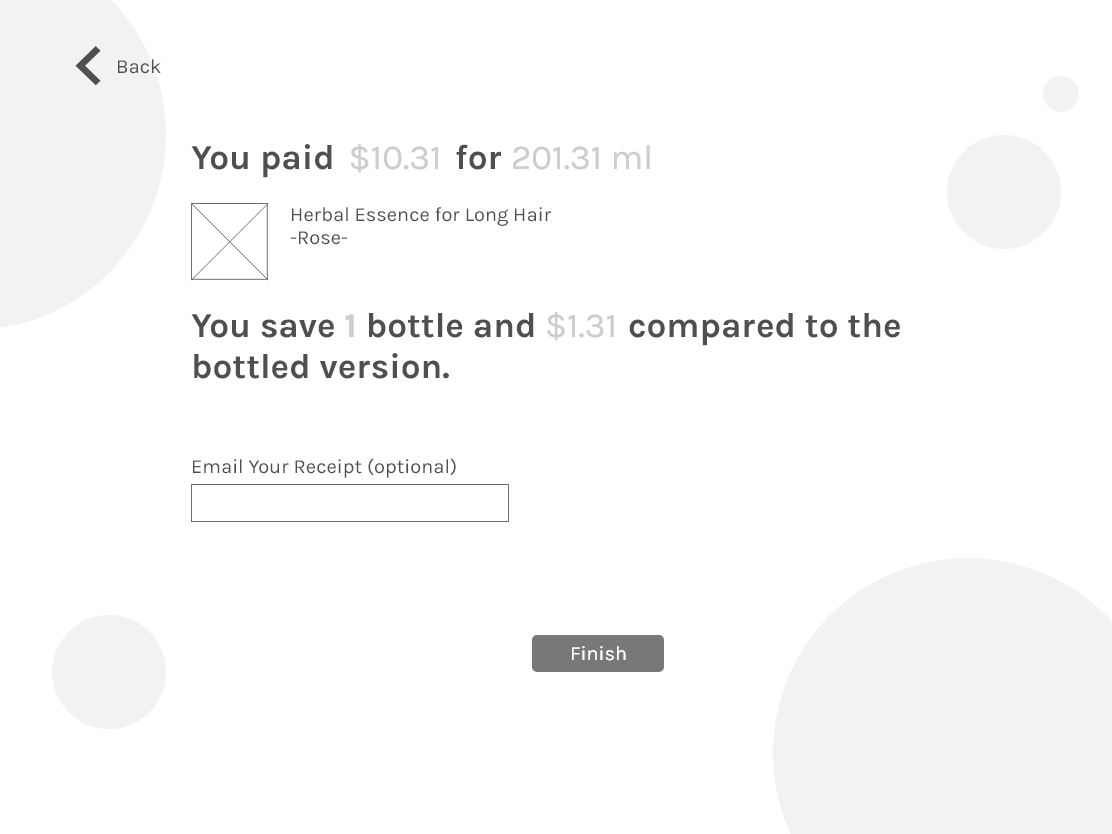 Back
You paid $10.31 for 201.31 ml
Herbal Essence for Long Hair
-Rose-
You save 1 bottle and $1.31 compared to the
bottled version.
Email Your Receipt (optional)
Finish